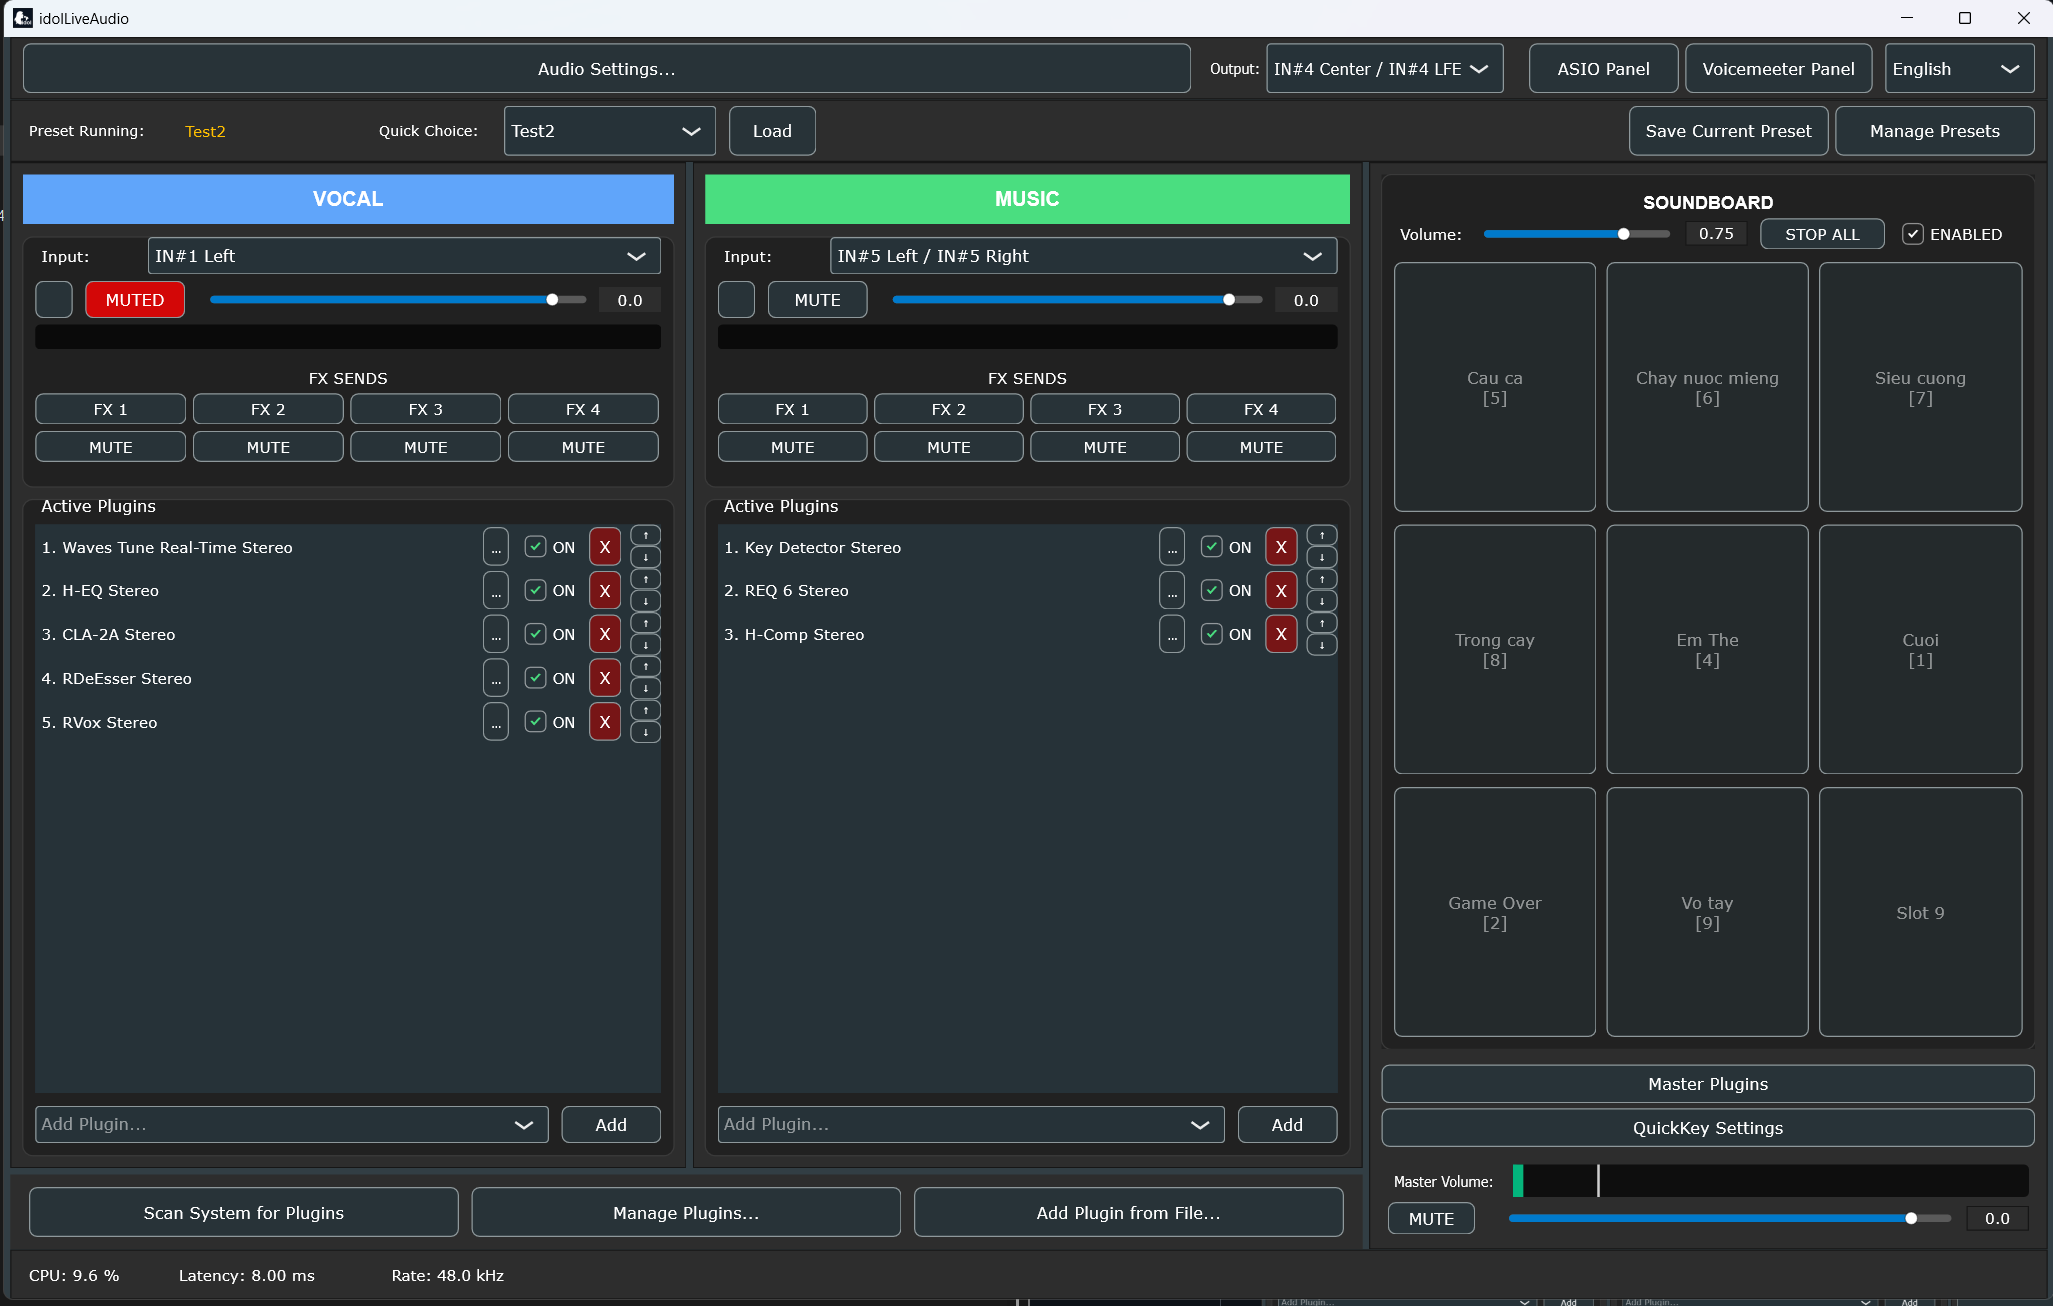 idolLiveAudio
Audio Settings...
Output: IN#4 Center / IN#4 LFE
ASIO Panel
Voicemeeter Panel
English
Preset Running: Test2
Quick Choice: Test2
Load
Save Current Preset
Manage Presets
VOCAL
Input: IN#1 Left
MUTED
0.0
FX SENDS
FX 1 FX 2 FX 3 FX 4
MUTE MUTE MUTE MUTE
Active Plugins
1. Waves Tune Real-Time Stereo ... ON X
2. H-EQ Stereo ... ON X
3. CLA-2A Stereo ... ON X
4. RDeEsser Stereo ... ON X
5. RVox Stereo ... ON X
Add Plugin...
Add
MUSIC
Input: IN#5 Left / IN#5 Right
MUTE
0.0
FX SENDS
FX 1 FX 2 FX 3 FX 4
MUTE MUTE MUTE MUTE
Active Plugins
1. Key Detector Stereo ... ON X
2. REQ 6 Stereo ... ON X
3. H-Comp Stereo ... ON X
Add Plugin...
Add
SOUNDBOARD
Volume: 0.75
STOP ALL
ENABLED
Cau ca
[5]
Chay nuoc mieng
[6]
Sieu cuong
[7]
Trong cay
[8]
Em The
[4]
Cuoi
[1]
Game Over
[2]
Vo tay
[9]
Slot 9
Master Plugins
QuickKey Settings
Master Volume:
MUTE
0.0
Scan System for Plugins
Manage Plugins...
Add Plugin from File...
CPU: 9.6 %
Latency: 8.00 ms
Rate: 48.0 kHz
Add Plugin...
Add
Add Plugin...
Add